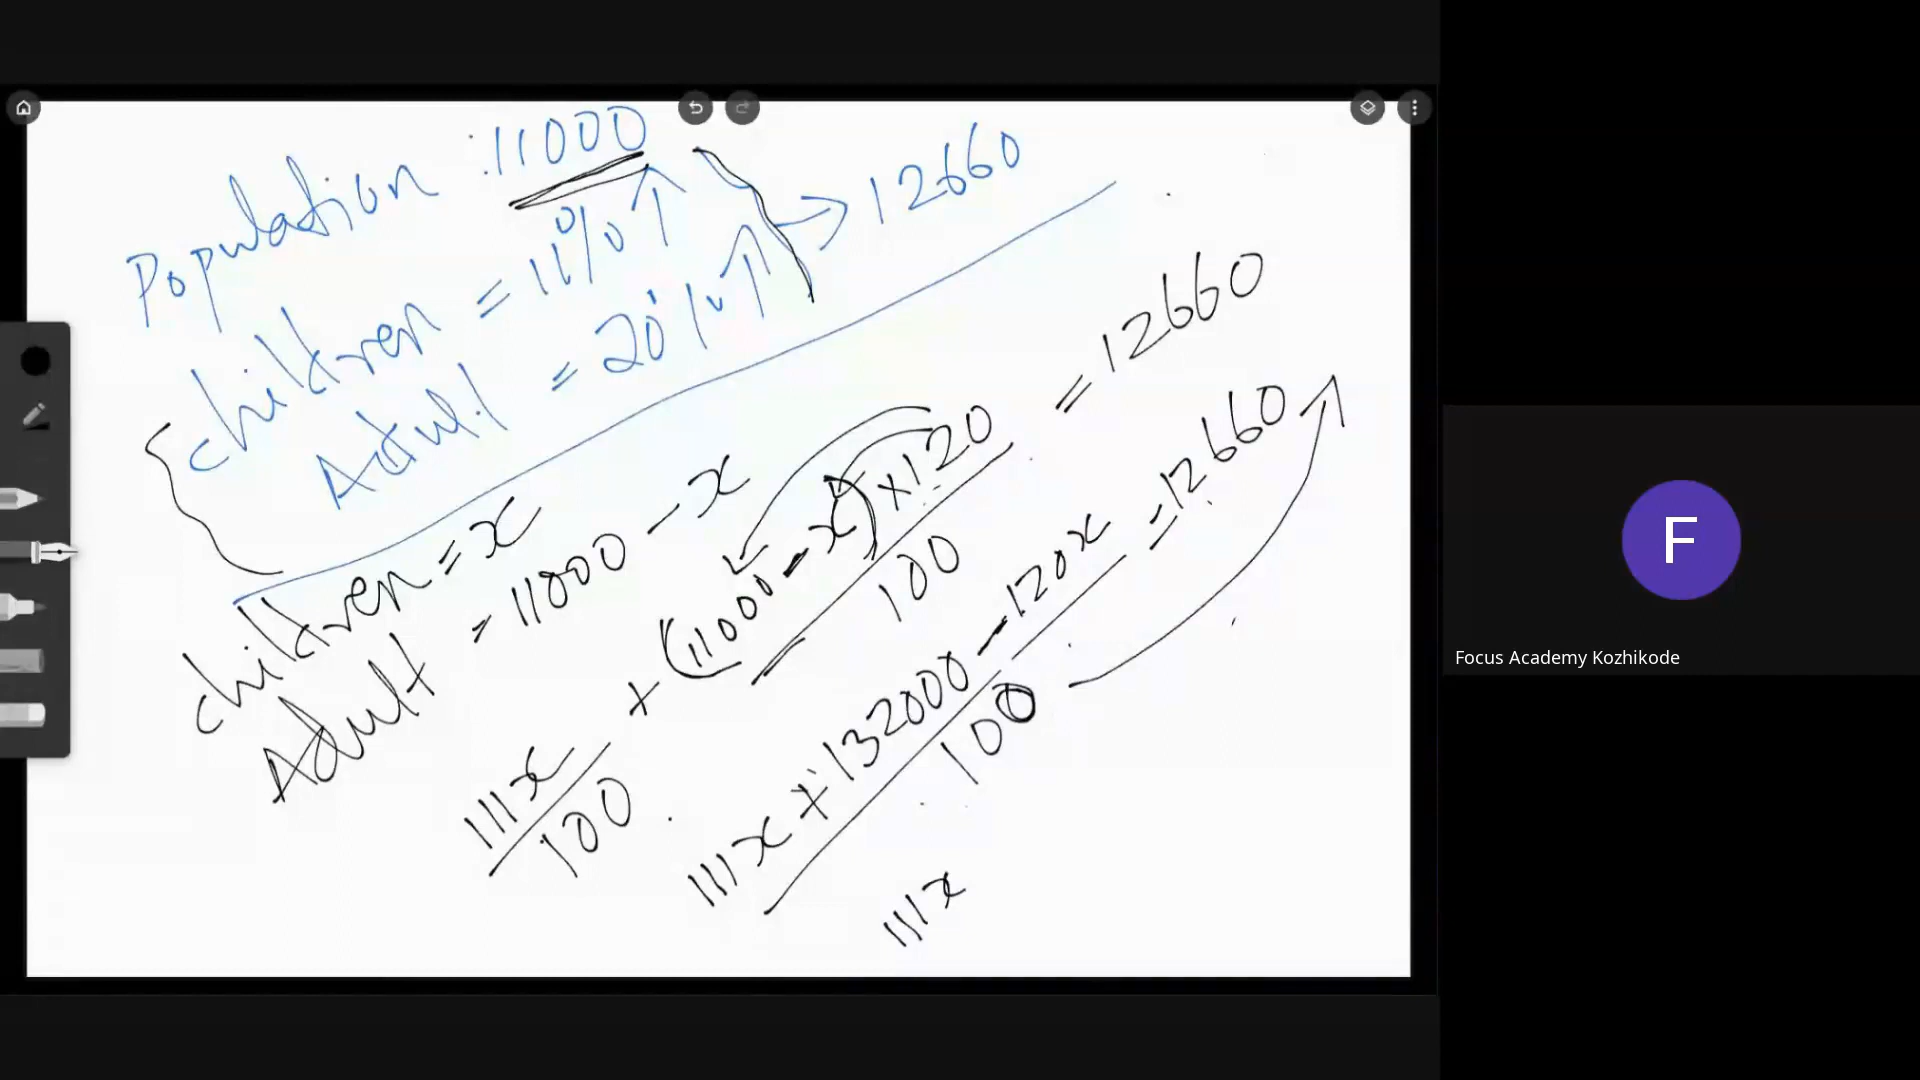 Population : 11000
Children = 11% ↑
Adult = 20% ↑
→ 12660
Children = x
Adult = 11000 - x
111x/100 + (11000 - x) × 120/100 = 12660
111x + 132000 - 120x/100 = 12660
111x
F
Focus Academy Kozhikode